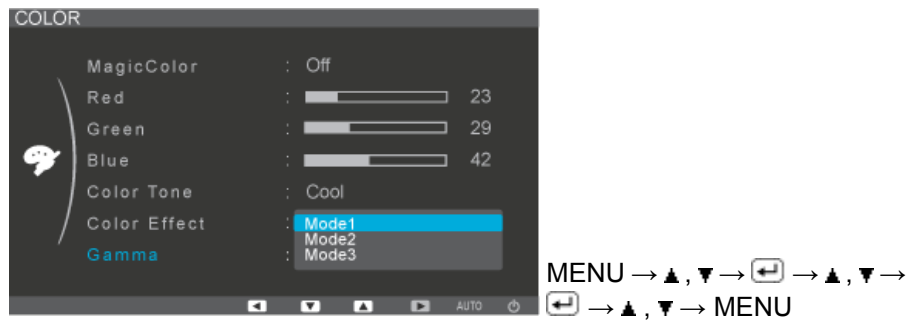 COLOR
MagicColor : Off
Red : 23
Green : 29
Blue : 42
Color Tone : Cool
Color Effect :
Mode1
Mode2
Gamma : Mode3
AUTO
MENU → ▲ , ▼ → ↵ → ▲ , ▼ →
↵ → ▲ , ▼ → MENU